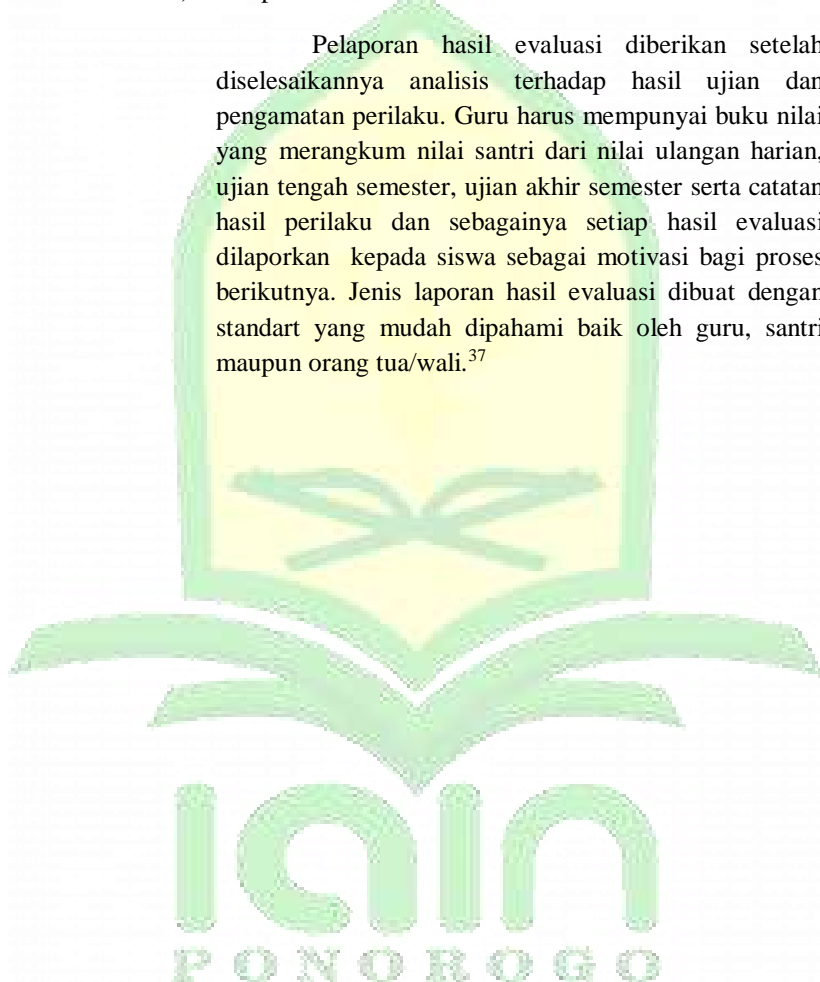 Pelaporan hasil evaluasi diberikan setelah
diselesaikannya analisis terhadap hasil ujian dan
pengamatan perilaku. Guru harus mempunyai buku nilai
yang merangkum nilai santri dari nilai ulangan harian,
ujian tengah semester, ujian akhir semester serta catatan
hasil perilaku dan sebagainya setiap hasil evaluasi
dilaporkan kepada siswa sebagai motivasi bagi proses
berikutnya. Jenis laporan hasil evaluasi dibuat dengan
standart yang mudah dipahami baik oleh guru, santri
maupun orang tua/wali.37
iain
PONOROGO